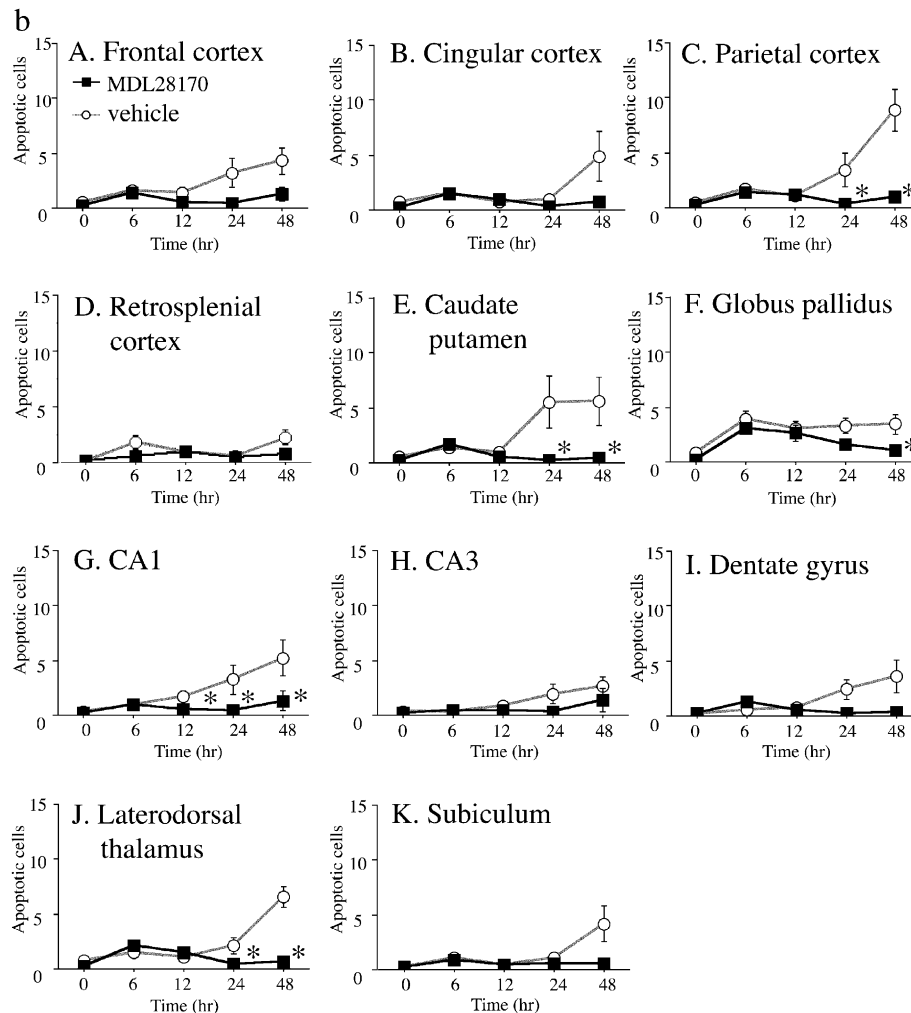 b
A. Frontal cortex
MDL28170
vehicle
Apoptotic cells
15
10
5
0
0 6 12 24 48
Time (hr)
B. Cingular cortex
Apoptotic cells
15
10
5
0
0 6 12 24 48
Time (hr)
C. Parietal cortex
Apoptotic cells
15
10
5
0
* *
0 6 12 24 48
Time (hr)
D. Retrosplenial
cortex
Apoptotic cells
15
10
5
0
0 6 12 24 48
Time (hr)
E. Caudate
putamen
Apoptotic cells
15
10
5
0
* *
0 6 12 24 48
Time (hr)
F. Globus pallidus
Apoptotic cells
15
10
5
0
*
0 6 12 24 48
Time (hr)
G. CA1
Apoptotic cells
15
10
5
0
* * *
0 6 12 24 48
Time (hr)
H. CA3
Apoptotic cells
15
10
5
0
0 6 12 24 48
Time (hr)
I. Dentate gyrus
Apoptotic cells
15
10
5
0
0 6 12 24 48
Time (hr)
J. Laterodorsal
thalamus
Apoptotic cells
15
10
5
0
* *
0 6 12 24 48
Time (hr)
K. Subiculum
Apoptotic cells
15
10
5
0
0 6 12 24 48
Time (hr)